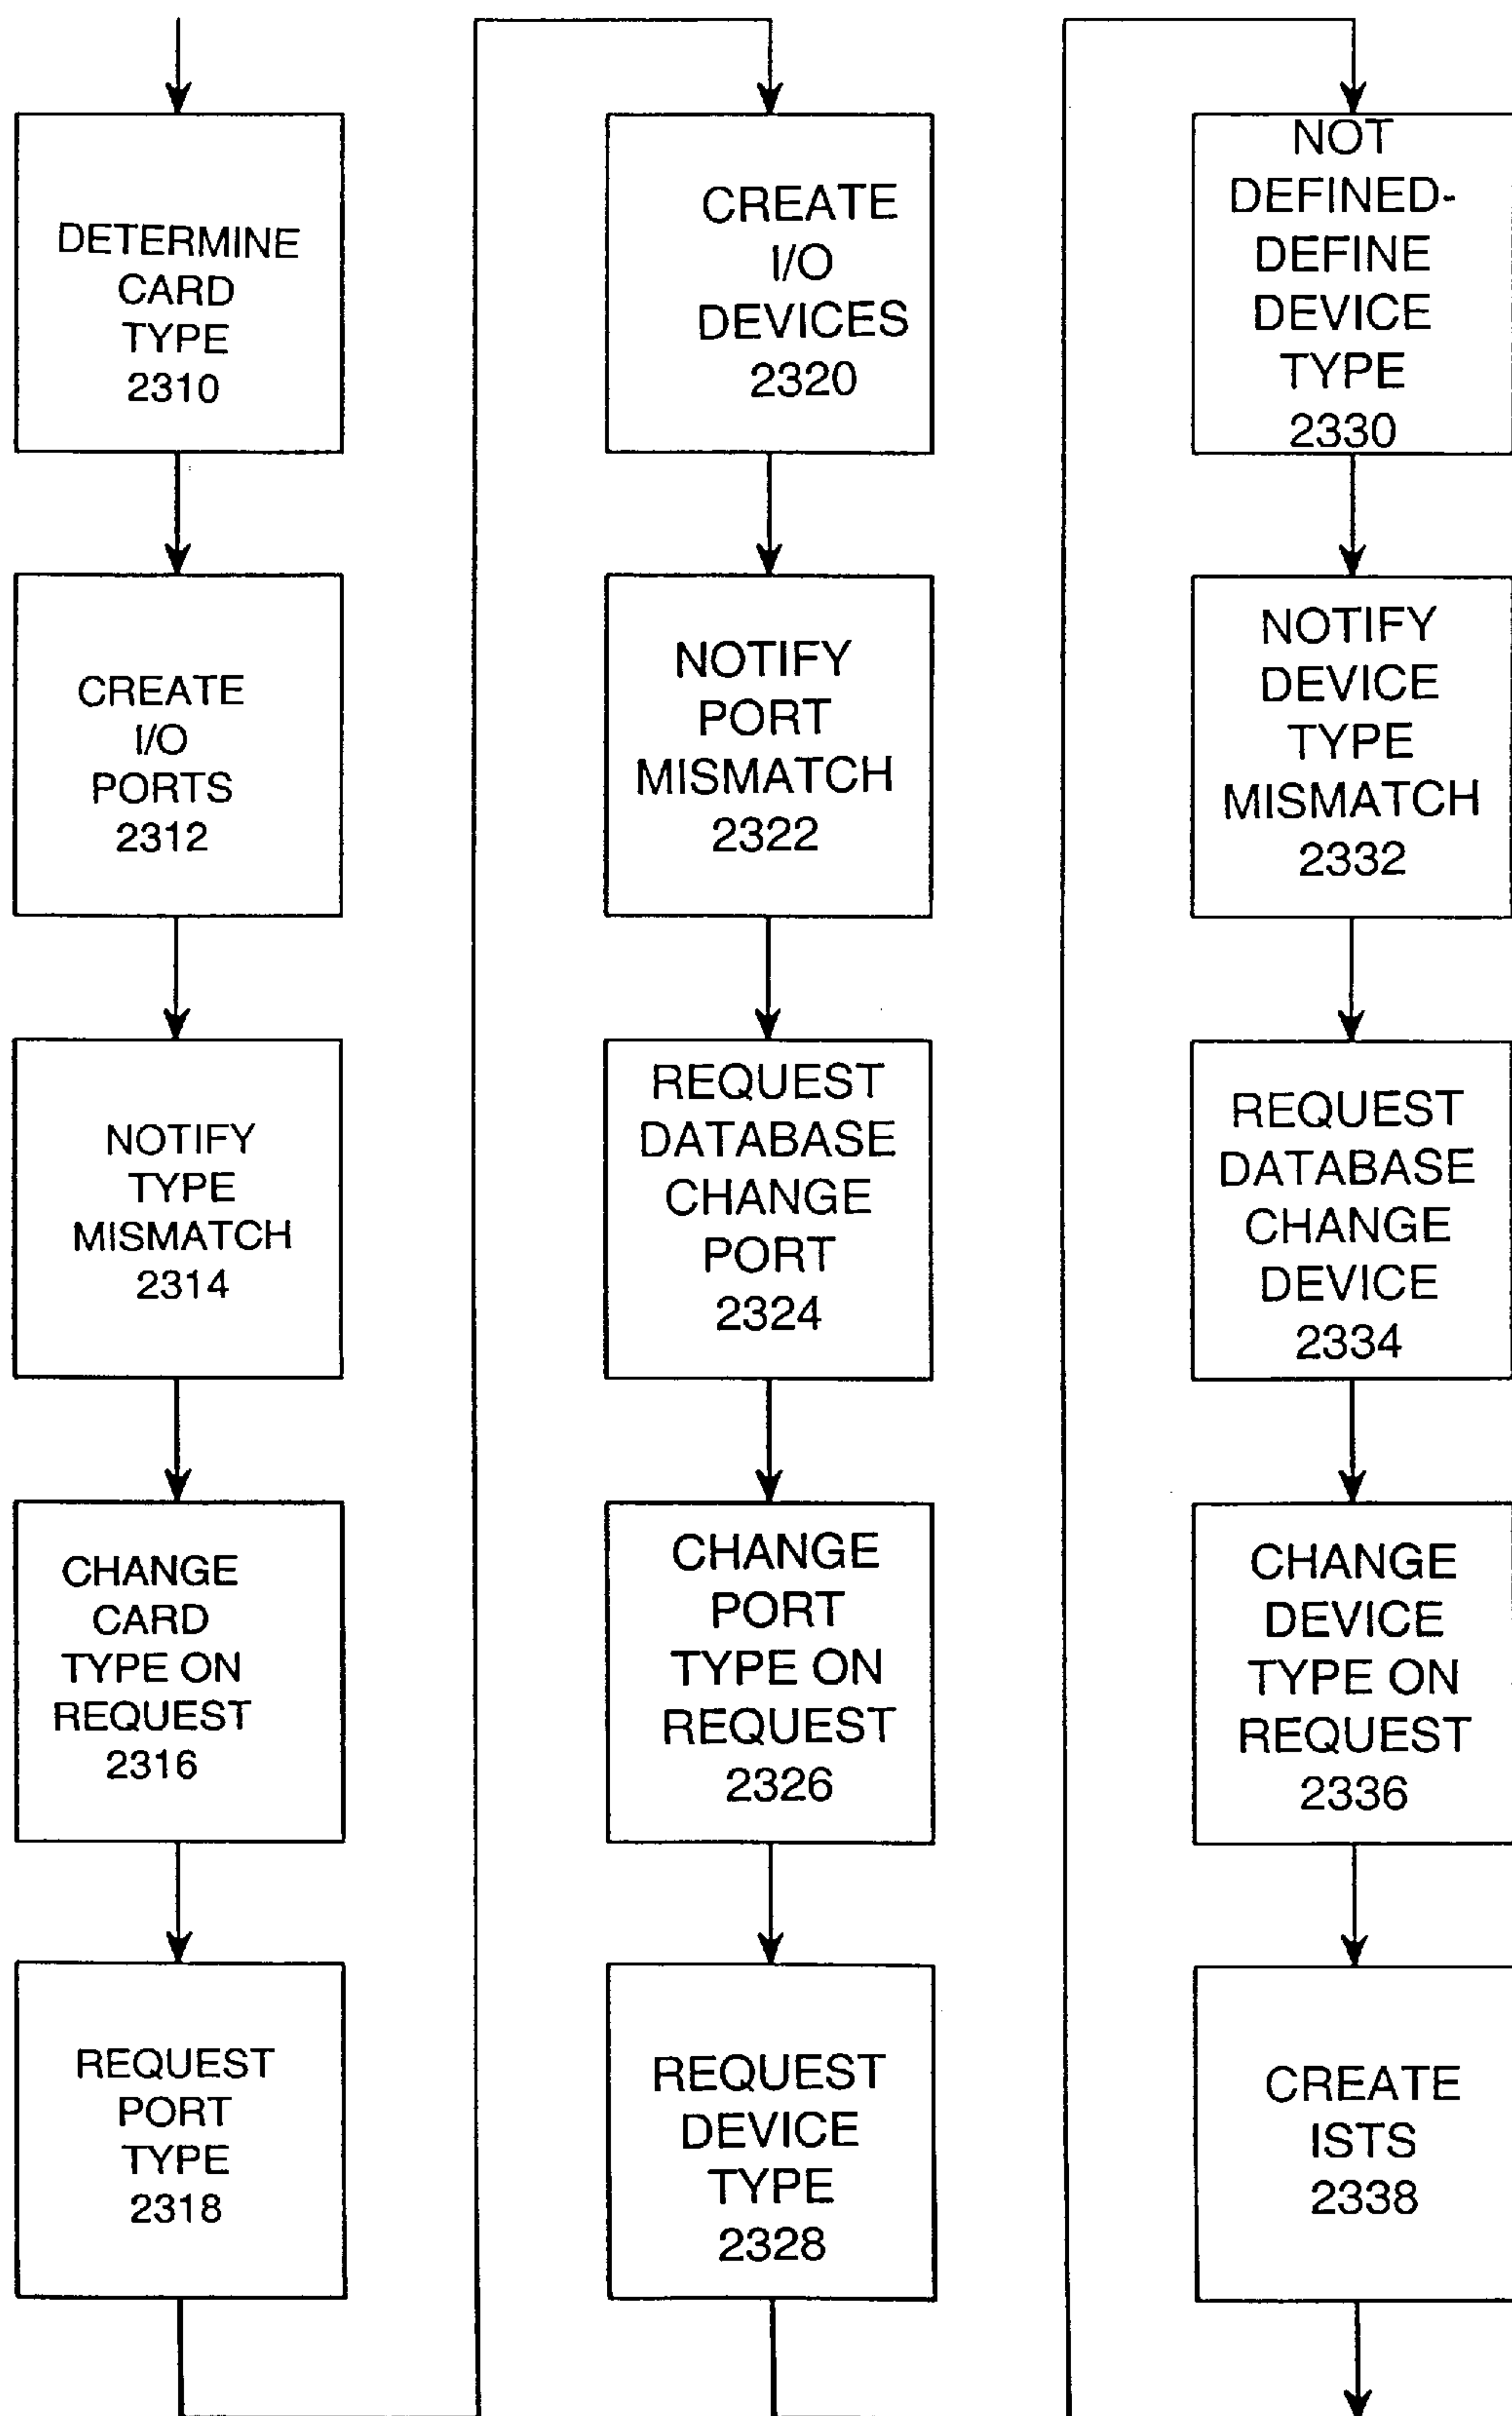 DETERMINE
CARD
TYPE
2310
CREATE
I/O
PORTS
2312
NOTIFY
TYPE
MISMATCH
2314
CHANGE
CARD
TYPE ON
REQUEST
2316
REQUEST
PORT
TYPE
2318
CREATE
I/O
DEVICES
2320
NOTIFY
PORT
MISMATCH
2322
REQUEST
DATABASE
CHANGE
PORT
2324
CHANGE
PORT
TYPE ON
REQUEST
2326
REQUEST
DEVICE
TYPE
2328
NOT
DEFINED-
DEFINE
DEVICE
TYPE
2330
NOTIFY
DEVICE
TYPE
MISMATCH
2332
REQUEST
DATABASE
CHANGE
DEVICE
2334
CHANGE
DEVICE
TYPE ON
REQUEST
2336
CREATE
ISTS
2338